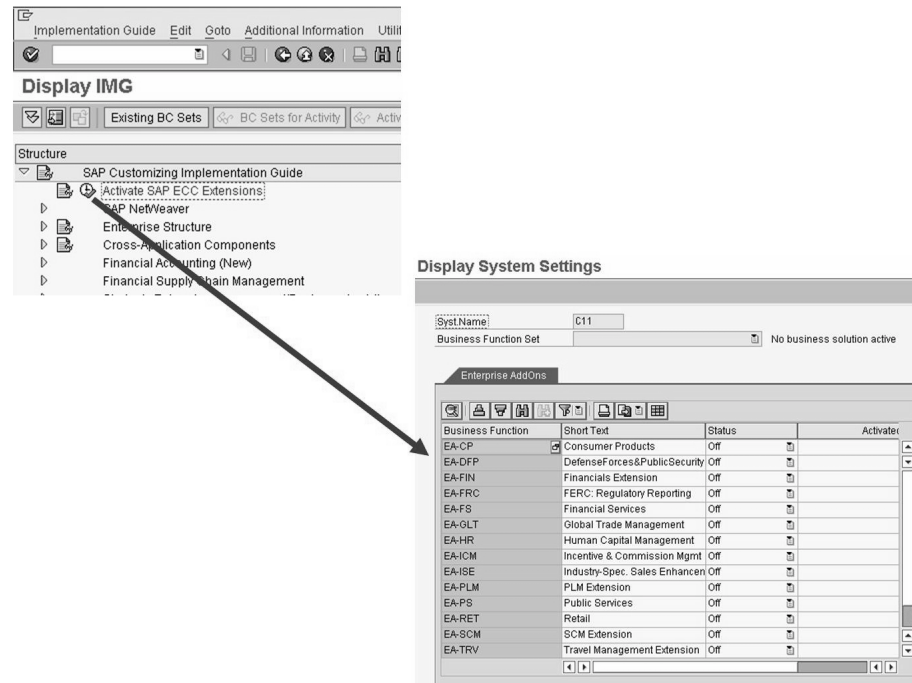 Implementation Guide Edit Goto Additional Information Utilit
Display IMG
Existing BC Sets BC Sets for Activity Activ
Structure
SAP Customizing Implementation Guide
Activate SAP ECC Extensions
SAP NetWeaver
Enterprise Structure
Cross-Application Components
Financial Accounting (New)
Financial Supply Chain Management
Display System Settings
Syst.Name C11
Business Function Set No business solution active
Enterprise AddOns
Business Function Short Text Status Activated
EA-CP Consumer Products Off
EA-DFP DefenseForces&PublicSecurity Off
EA-FIN Financials Extension Off
EA-FRC FERC: Regulatory Reporting Off
EA-FS Financial Services Off
EA-GLT Global Trade Management Off
EA-HR Human Capital Management Off
EA-ICM Incentive & Commission Mgmt Off
EA-ISE Industry-Spec. Sales Enhancen Off
EA-PLM PLM Extension Off
EA-PS Public Services Off
EA-RET Retail Off
EA-SCM SCM Extension Off
EA-TRV Travel Management Extension Off